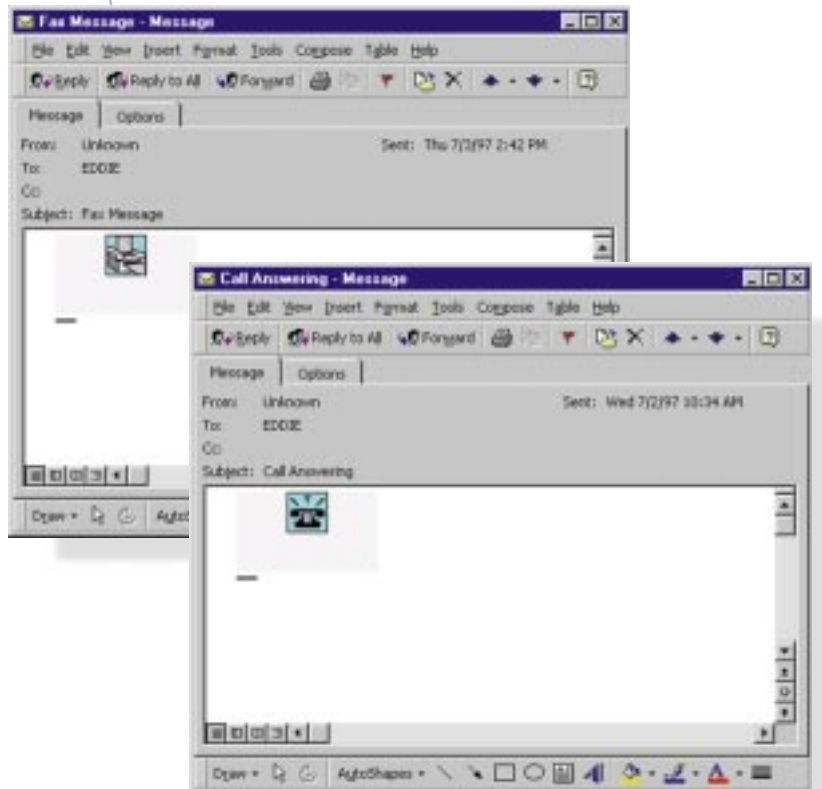 Fax Message - Message
File Edit View Insert Format Tools Compose Table Help
Reply Reply to All Forward
Message Options
From: Unknown Sent: Thu 7/3/97 2:42 PM
To: EDDIE
Cc:
Subject: Fax Message
Draw
Call Answering - Message
File Edit View Insert Format Tools Compose Table Help
Reply Reply to All Forward
Message Options
From: Unknown Sent: Wed 7/2/97 10:34 AM
To: EDDIE
Cc:
Subject: Call Answering
Draw AutoShapes